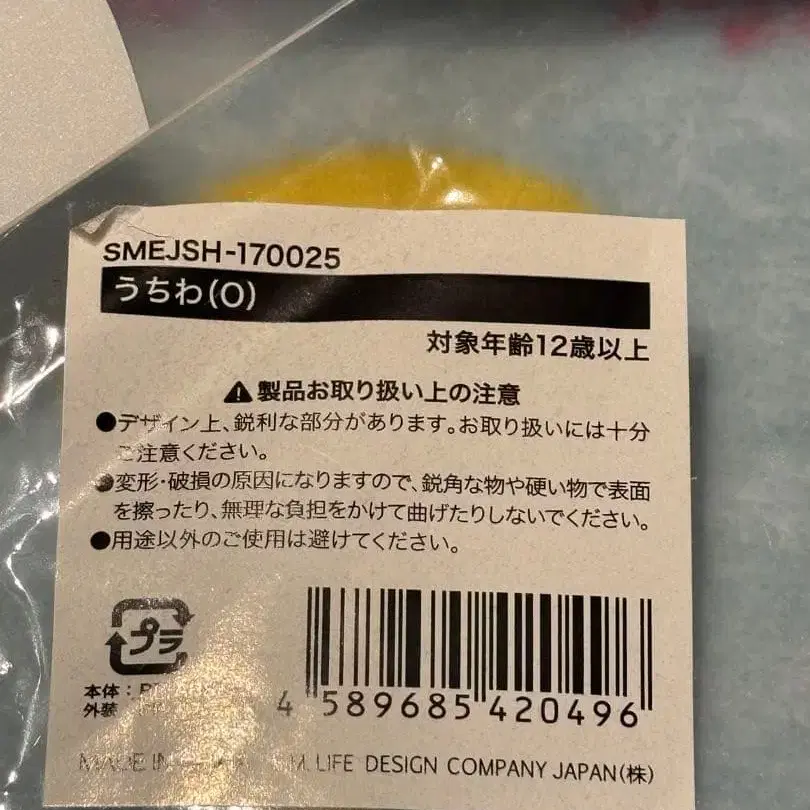 SMEJSH-170025
うちわ(O)
対象年齢12歳以上
⚠製品お取り扱い上の注意
●デザイン上、鋭利な部分があります。お取り扱いには十分
ご注意ください。
●変形・破損の原因になりますので、鋭角な物や硬い物で表面
を擦ったり、無理な負担をかけて曲げたりしないでください。
●用途以外のご使用は避けてください。
プラ
本体:
外装
4 589685 420496
MADE IN LIFE DESIGN COMPANY JAPAN(株)